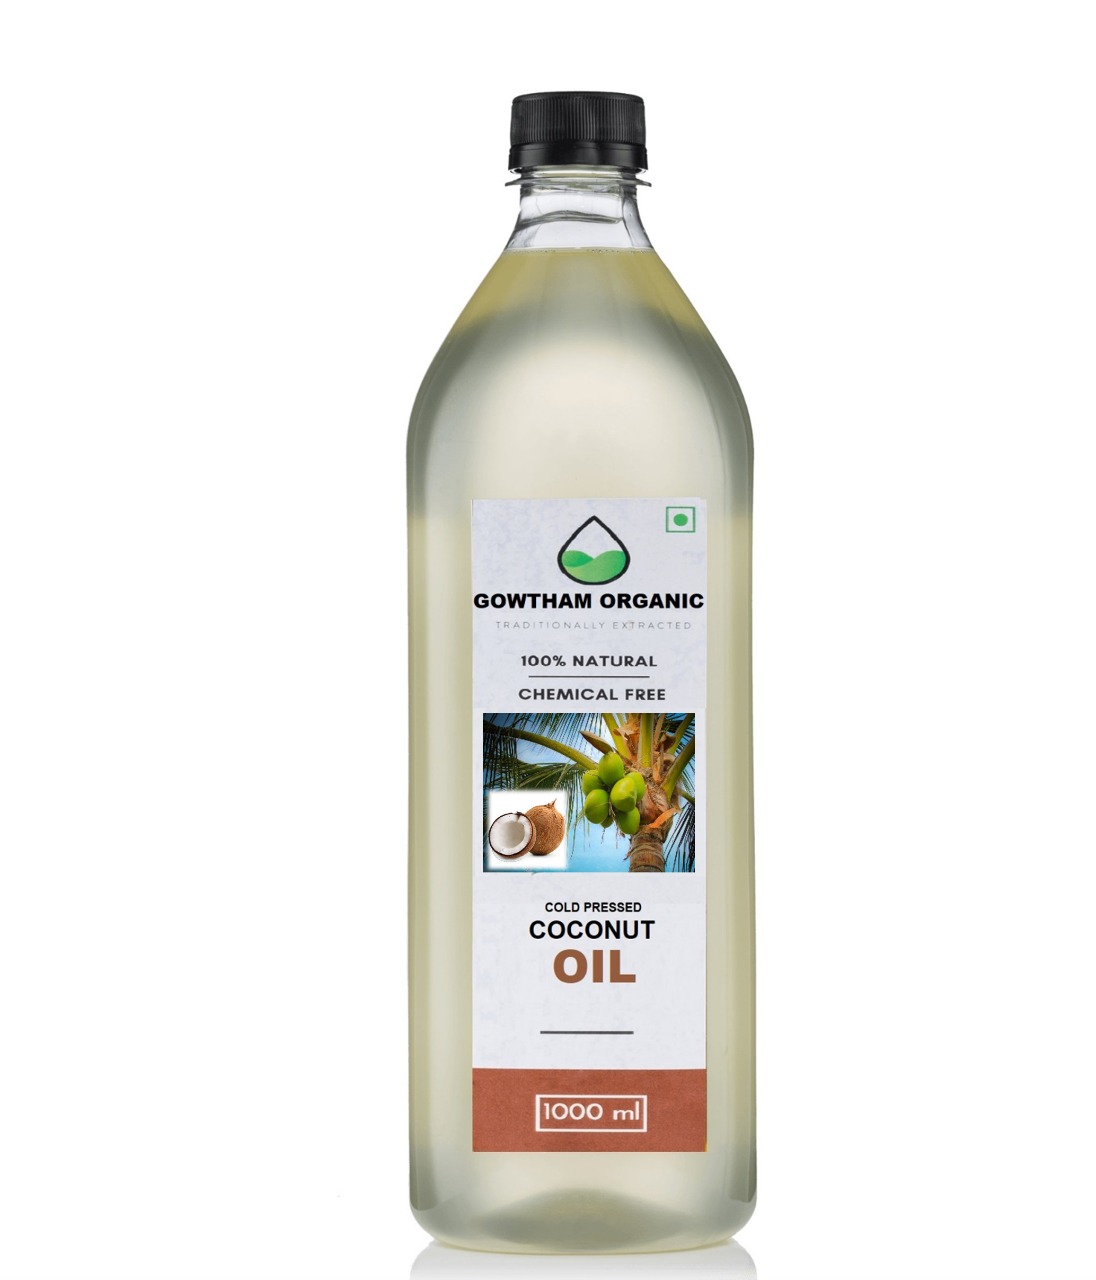 GOWTHAM ORGANIC
TRADITIONALLY EXTRACTED
100% NATURAL
CHEMICAL FREE
COLD PRESSED
COCONUT
OIL
1000 ml